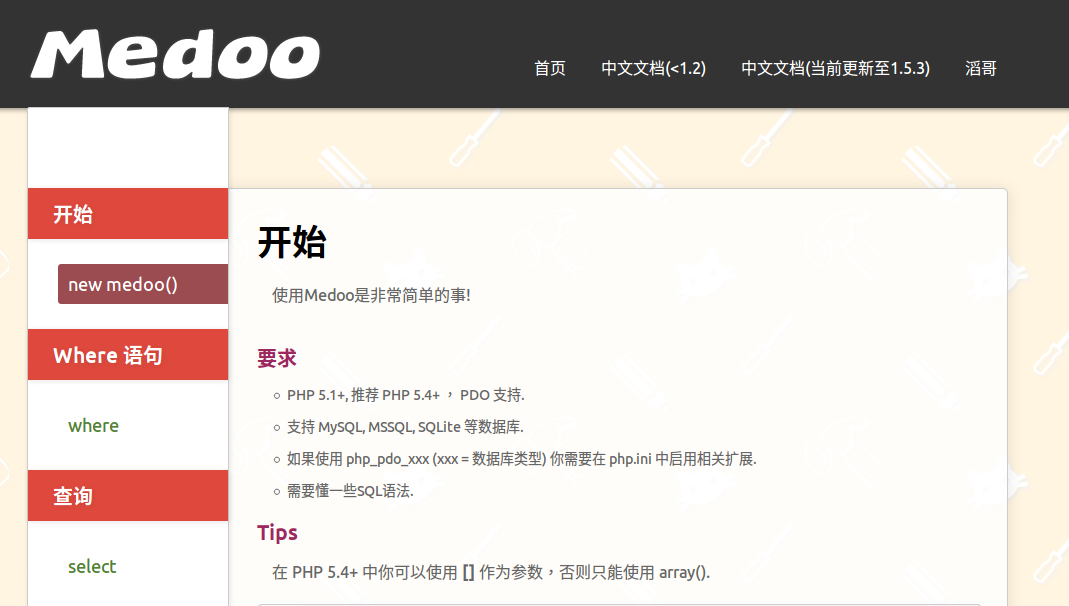 Medoo
首页 中文文档(<1.2) 中文文档(当前更新至1.5.3) 滔哥
开始
new medoo()
Where 语句
where
查询
select
开始
使用Medoo是非常简单的事!
要求
PHP 5.1+, 推荐 PHP 5.4+ ， PDO 支持.
支持 MySQL, MSSQL, SQLite 等数据库.
如果使用 php_pdo_xxx (xxx = 数据库类型) 你需要在 php.ini 中启用相关扩展.
需要懂一些SQL语法.
Tips
在 PHP 5.4+ 中你可以使用 [] 作为参数，否则只能使用 array().